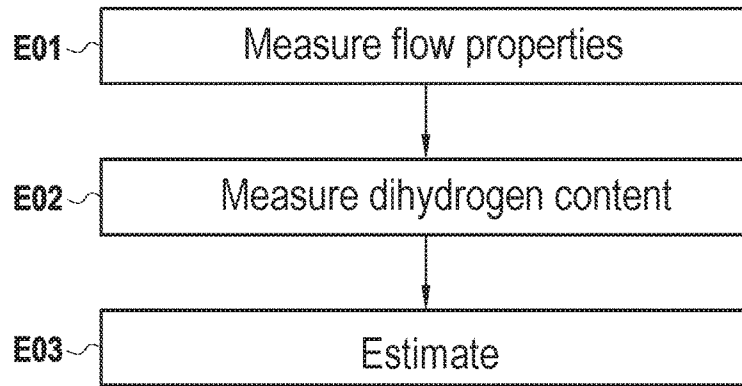 E01 Measure flow properties
E02 Measure dihydrogen content
E03 Estimate